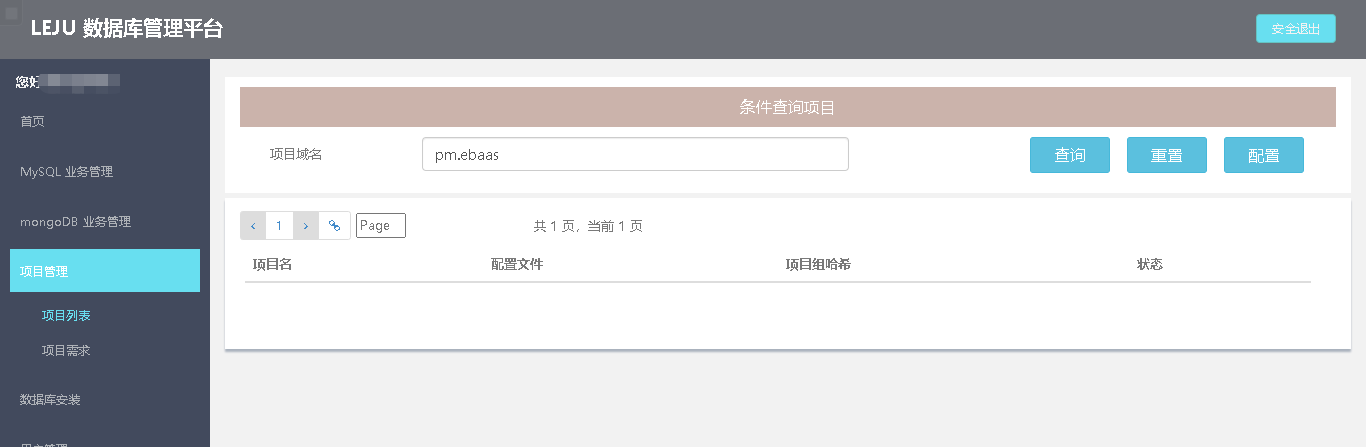 LEJU 数据库管理平台
安全退出
您好
首页
MySQL 业务管理
mongoDB 业务管理
项目管理
项目列表
项目需求
数据库安装
用户管理
条件查询项目
项目域名
pm.ebaas
查询
重置
配置
1
Page
共 1 页，当前 1 页
项目名 配置文件 项目组哈希 状态